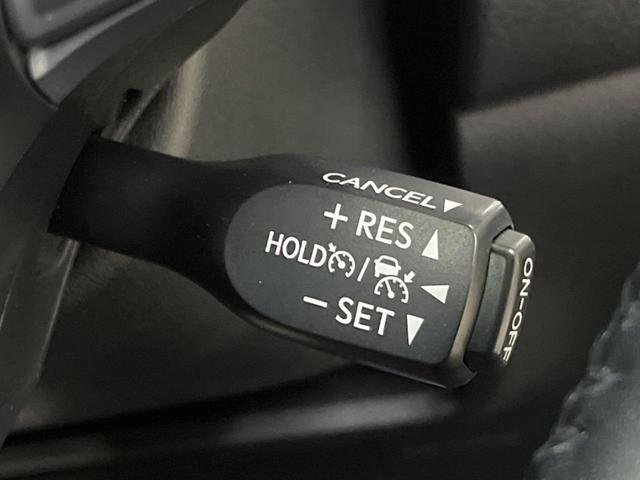 CANCEL▼
+ RES ▲
HOLD / ◀
− SET ▼
ON-OFF